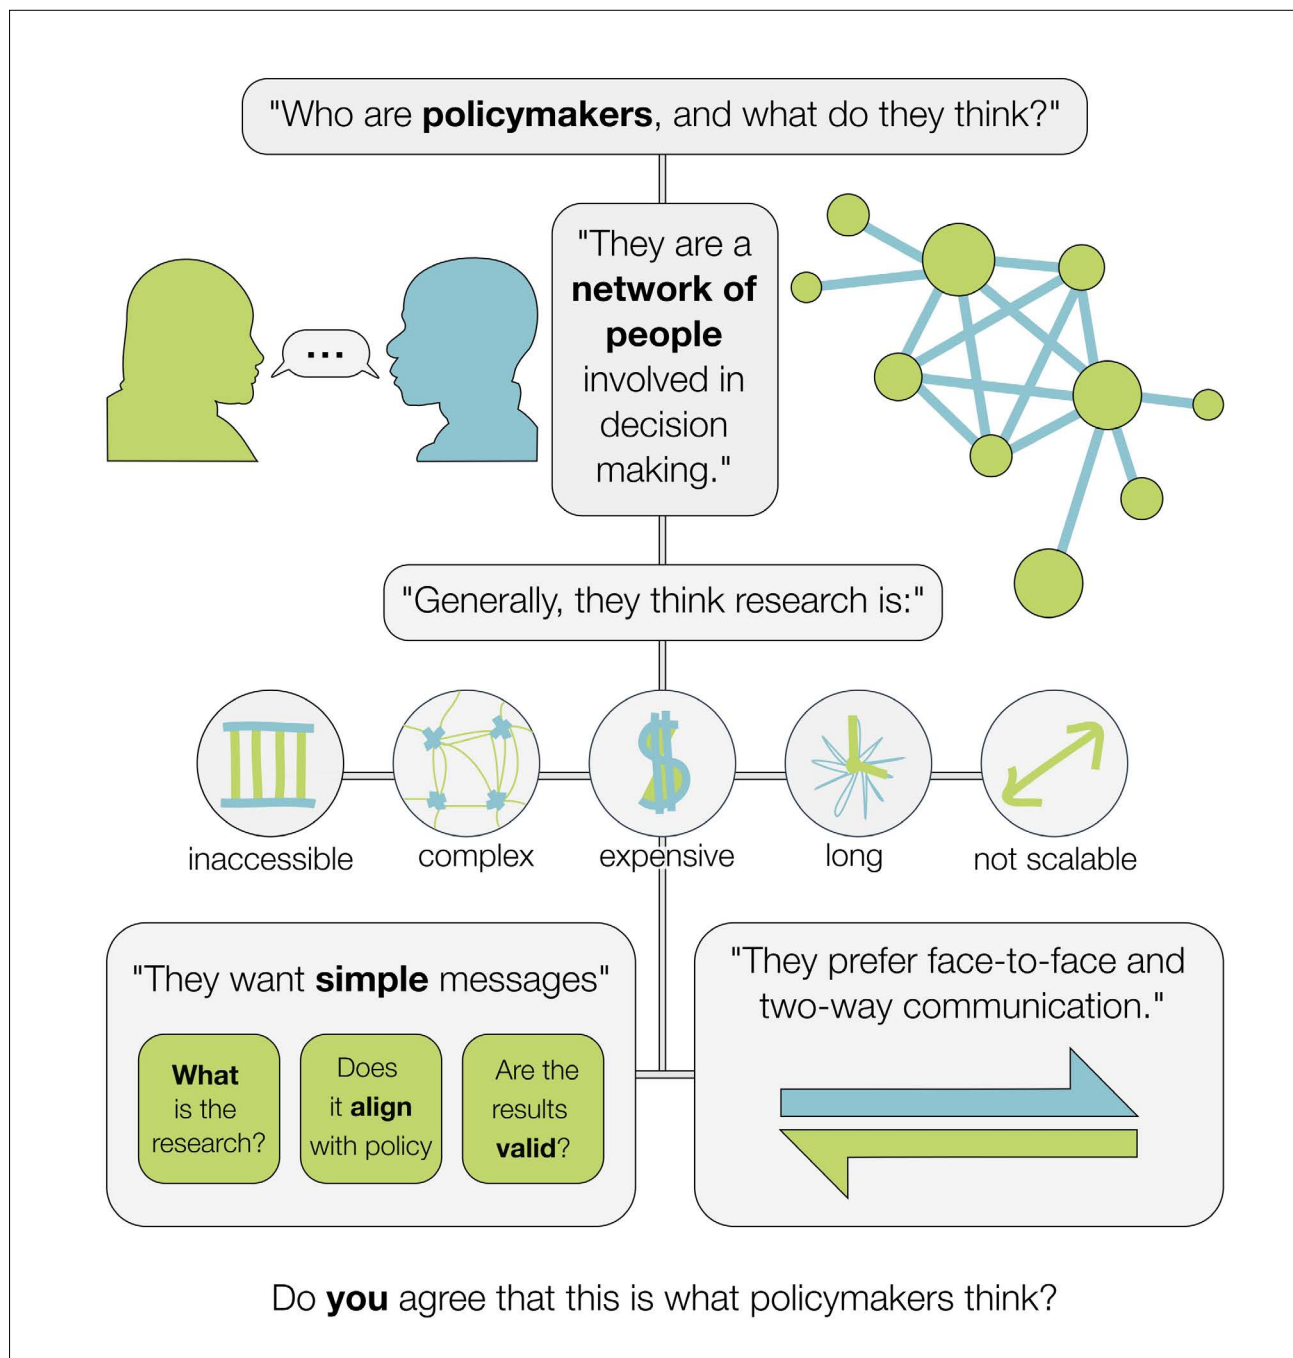 "Who are policymakers, and what do they think?"
"They are a
network of
people
involved in
decision
making."
...
"Generally, they think research is:"
inaccessible
complex
expensive
long
not scalable
"They want simple messages"
What
is the
research?
Does
it align
with policy
Are the
results
valid?
"They prefer face-to-face and
two-way communication."
Do you agree that this is what policymakers think?